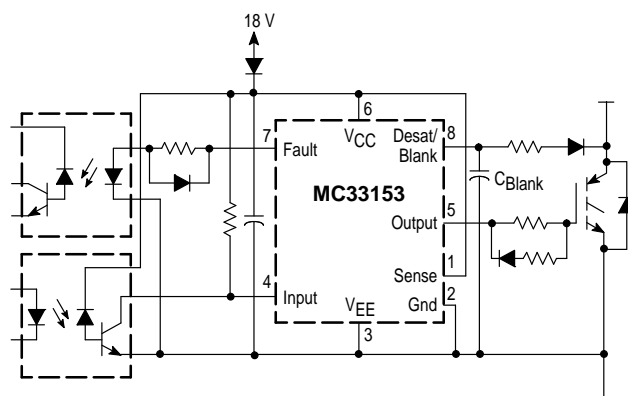 18 V
6
VCC
7
Fault
Desat/
Blank
8
CBlank
MC33153
Output
5
Sense
1
4
Input
VEE
Gnd
2
3